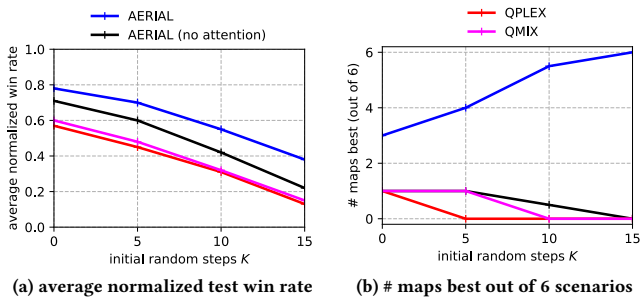 AERIAL
AERIAL (no attention)
QPLEX
QMIX
average normalized win rate
1.0
0.8
0.6
0.4
0.2
0.0
0
5
10
15
initial random steps K
# maps best (out of 6)
6
4
2
0
0
5
10
15
initial random steps K
(a) average normalized test win rate
(b) # maps best out of 6 scenarios